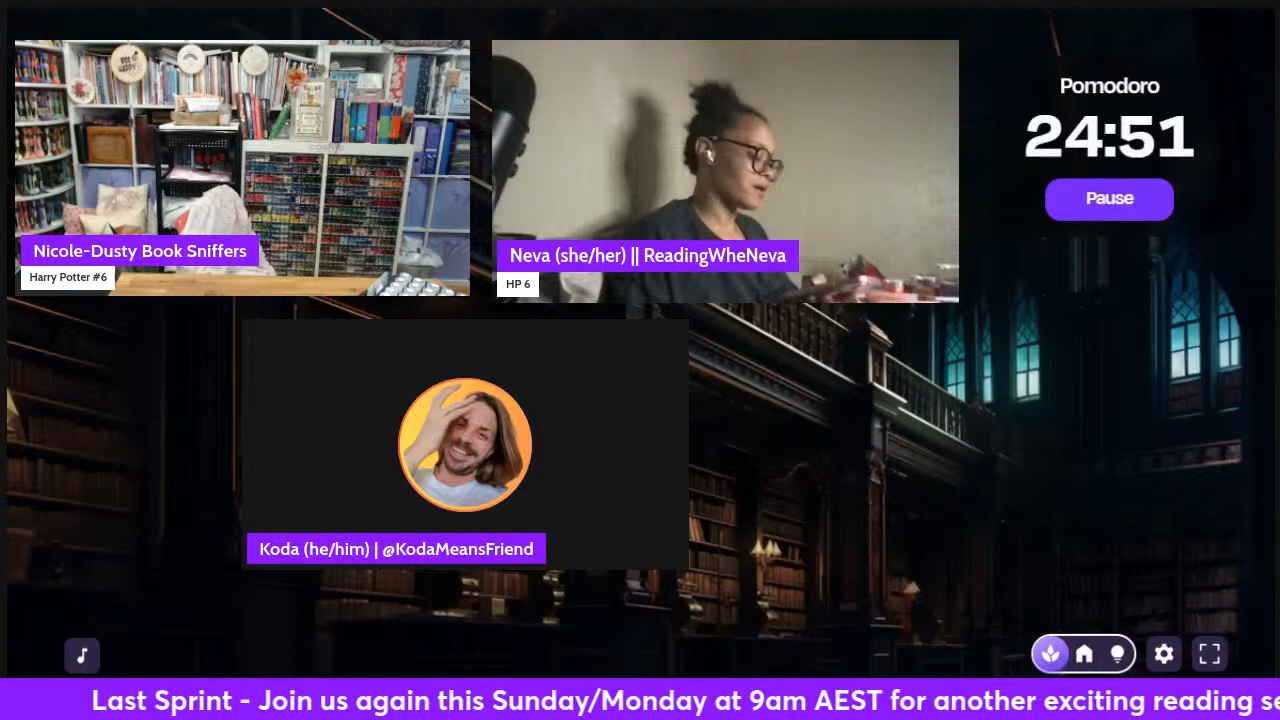 Pomodoro
24:51
Pause
Nicole-Dusty Book Sniffers
Harry Potter #6
Neva (she/her) || ReadingWheNeva
HP 6
Koda (he/him) | @KodaMeansFriend
Last Sprint - Join us again this Sunday/Monday at 9am AEST for another exciting reading se